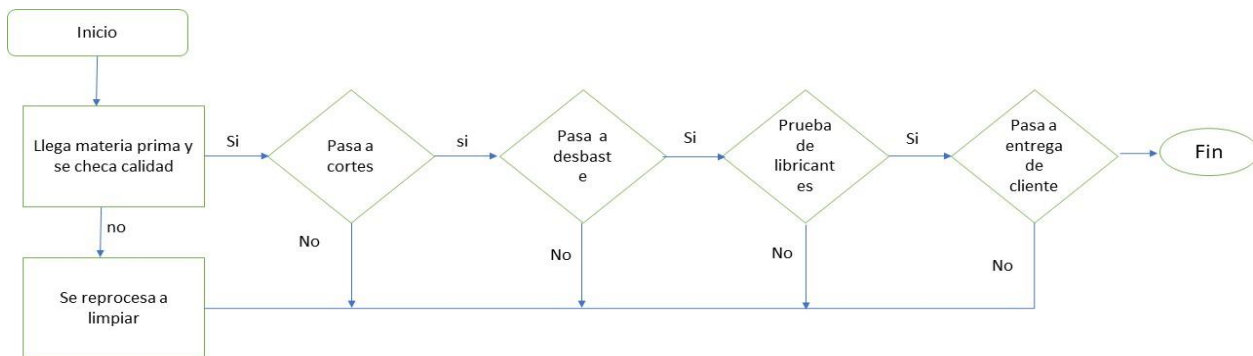 Inicio
Llega materia prima y
se checa calidad
Si
Pasa a
cortes
si
Pasa a
desbast
e
Si
Prueba
de
libricant
es
Si
Pasa a
entrega
de
cliente
Fin
no
No
No
No
No
Se reprocesa a
limpiar